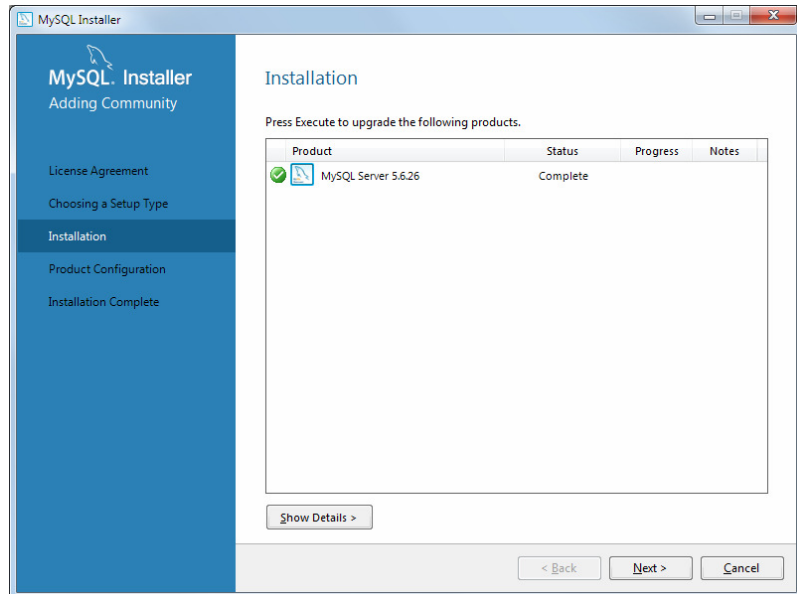 MySQL Installer
MySQL. Installer
Adding Community
License Agreement
Choosing a Setup Type
Installation
Product Configuration
Installation Complete
Installation
Press Execute to upgrade the following products.
Product Status Progress Notes
MySQL Server 5.6.26 Complete
Show Details >
< Back Next > Cancel